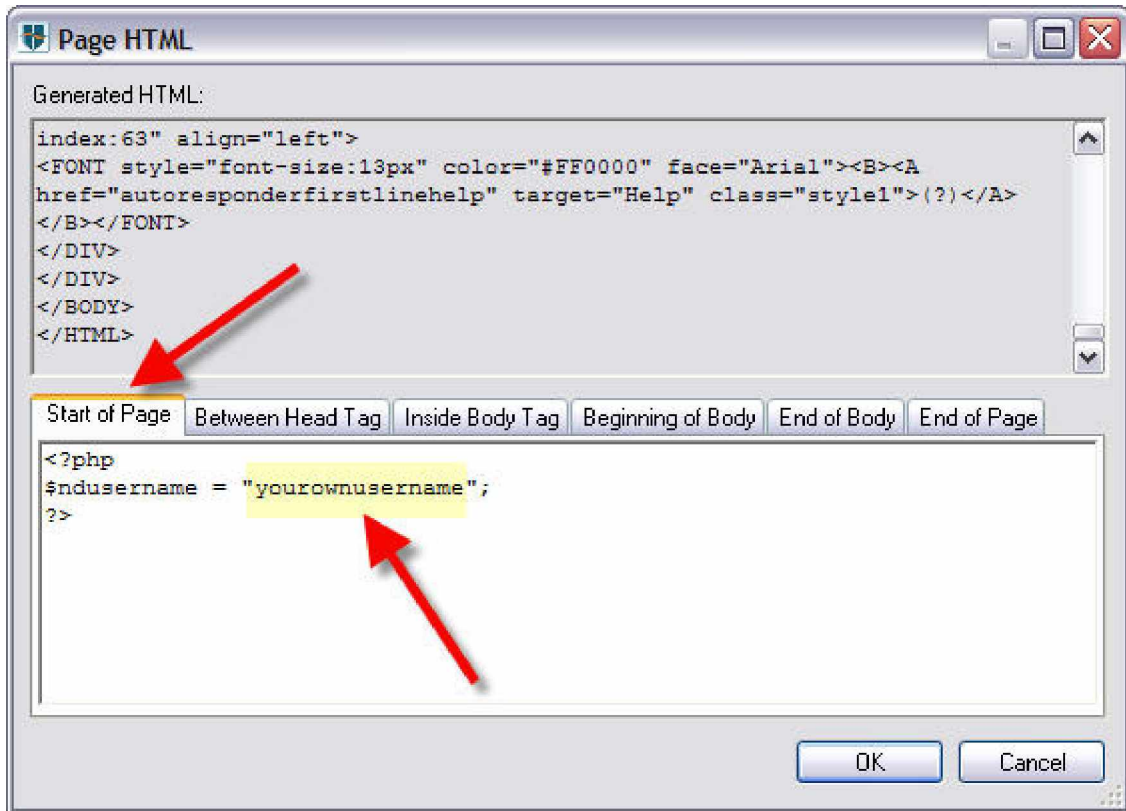 Page HTML
Generated HTML:
index:63" align="left">
<FONT style="font-size:13px" color="#FF0000" face="Arial"><B><A
href="autoresponderfirstlinehelp" target="Help" class="style1">(?)</A>
</B></FONT>
</DIV>
</DIV>
</BODY>
</HTML>
Start of Page Between Head Tag Inside Body Tag Beginning of Body End of Body End of Page
<?php
$ndusername = "yourownusername";
?>
OK Cancel